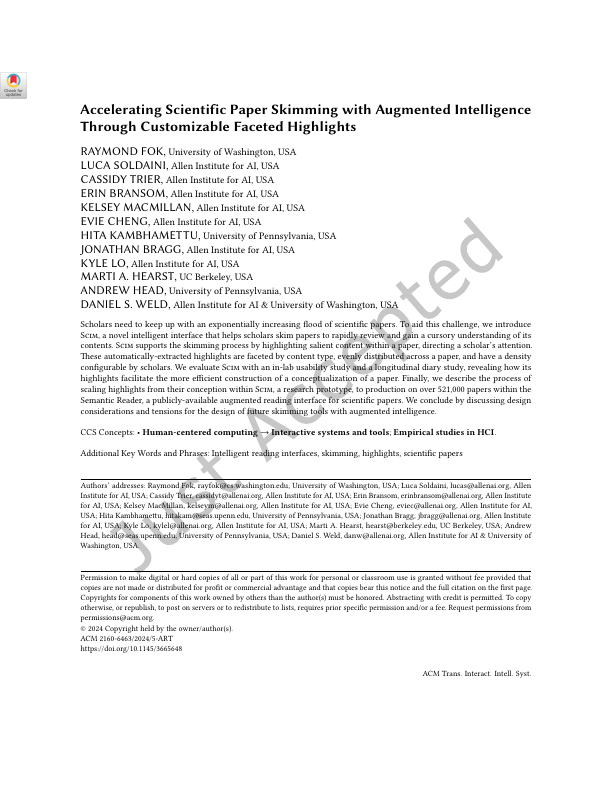 Check for
updates
Accelerating Scientific Paper Skimming with Augmented Intelligence
Through Customizable Faceted Highlights
RAYMOND FOK, University of Washington, USA
LUCA SOLDAINI, Allen Institute for AI, USA
CASSIDY TRIER, Allen Institute for AI, USA
ERIN BRANSOM, Allen Institute for AI, USA
KELSEY MACMILLAN, Allen Institute for AI, USA
EVIE CHENG, Allen Institute for AI, USA
HITA KAMBHAMETTU, University of Pennsylvania, USA
JONATHAN BRAGG, Allen Institute for AI, USA
KYLE LO, Allen Institute for AI, USA
MARTI A. HEARST, UC Berkeley, USA
ANDREW HEAD, University of Pennsylvania, USA
DANIEL S. WELD, Allen Institute for AI & University of Washington, USA
Scholars need to keep up with an exponentially increasing flood of scientific papers. To aid this challenge, we introduce
Scim, a novel intelligent interface that helps scholars skim papers to rapidly review and gain a cursory understanding of its
contents. Scim supports the skimming process by highlighting salient content within a paper, directing a scholar's attention.
These automatically-extracted highlights are faceted by content type, evenly distributed across a paper, and have a density
configurable by scholars. We evaluate Scim with an in-lab usability study and a longitudinal diary study, revealing how its
highlights facilitate the more efficient construction of a conceptualization of a paper. Finally, we describe the process of
scaling highlights from their conception within Scim, a research prototype, to production on over 521,000 papers within the
Semantic Reader, a publicly-available augmented reading interface for scientific papers. We conclude by discussing design
considerations and tensions for the design of future skimming tools with augmented intelligence.
CCS Concepts: • Human-centered computing → Interactive systems and tools; Empirical studies in HCI.
Additional Key Words and Phrases: Intelligent reading interfaces, skimming, highlights, scientific papers
Authors' addresses: Raymond Fok, rayfok@cs.washington.edu, University of Washington, USA; Luca Soldaini, lucas@allenai.org, Allen
Institute for AI, USA; Cassidy Trier, cassidyt@allenai.org, Allen Institute for AI, USA; Erin Bransom, erinbransom@allenai.org, Allen Institute
for AI, USA; Kelsey MacMillan, kelseym@allenai.org, Allen Institute for AI, USA; Evie Cheng, eviec@allenai.org, Allen Institute for AI,
USA; Hita Kambhamettu, hitakam@seas.upenn.edu, University of Pennsylvania, USA; Jonathan Bragg, jbragg@allenai.org, Allen Institute
for AI, USA; Kyle Lo, kylel@allenai.org, Allen Institute for AI, USA; Marti A. Hearst, hearst@berkeley.edu, UC Berkeley, USA; Andrew
Head, head@seas.upenn.edu, University of Pennsylvania, USA; Daniel S. Weld, danw@allenai.org, Allen Institute for AI & University of
Washington, USA.
Permission to make digital or hard copies of all or part of this work for personal or classroom use is granted without fee provided that
copies are not made or distributed for profit or commercial advantage and that copies bear this notice and the full citation on the first page.
Copyrights for components of this work owned by others than the author(s) must be honored. Abstracting with credit is permitted. To copy
otherwise, or republish, to post on servers or to redistribute to lists, requires prior specific permission and/or a fee. Request permissions from
permissions@acm.org.
© 2024 Copyright held by the owner/author(s).
ACM 2160-6463/2024/5-ART
https://doi.org/10.1145/3665648
ACM Trans. Interact. Intell. Syst.
Just Accepted